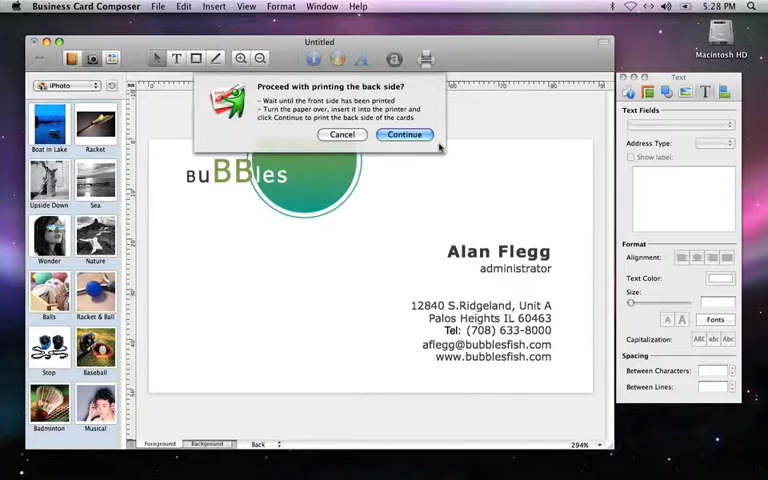 Business Card Composer File Edit Insert View Format Window Help 5:28 PM
Untitled
Macintosh HD
Text
iPhoto
Proceed with printing the back side?
- Wait until the front side has been printed
- Turn the paper over, insert it into the printer and
click Continue to print the back side of the cards
Cancel Continue
Boat in Lake Racket
Upside Down Sea
Wonder Nature
Balls Racket & Ball
Stop Baseball
Badminton Musical
BuBBles
Alan Flegg
administrator
12840 S.Ridgeland, Unit A
Palos Heights IL 60463
Tel: (708) 633-8000
aflegg@bubblesfish.com
www.bubblesfish.com
Text Fields
Address Type:
Show label:
Format
Alignment:
Text Color:
Size:
A A Fonts
Capitalization: ABC abc Abc
Spacing
Between Characters:
Between Lines:
Foreground Background Back 294%